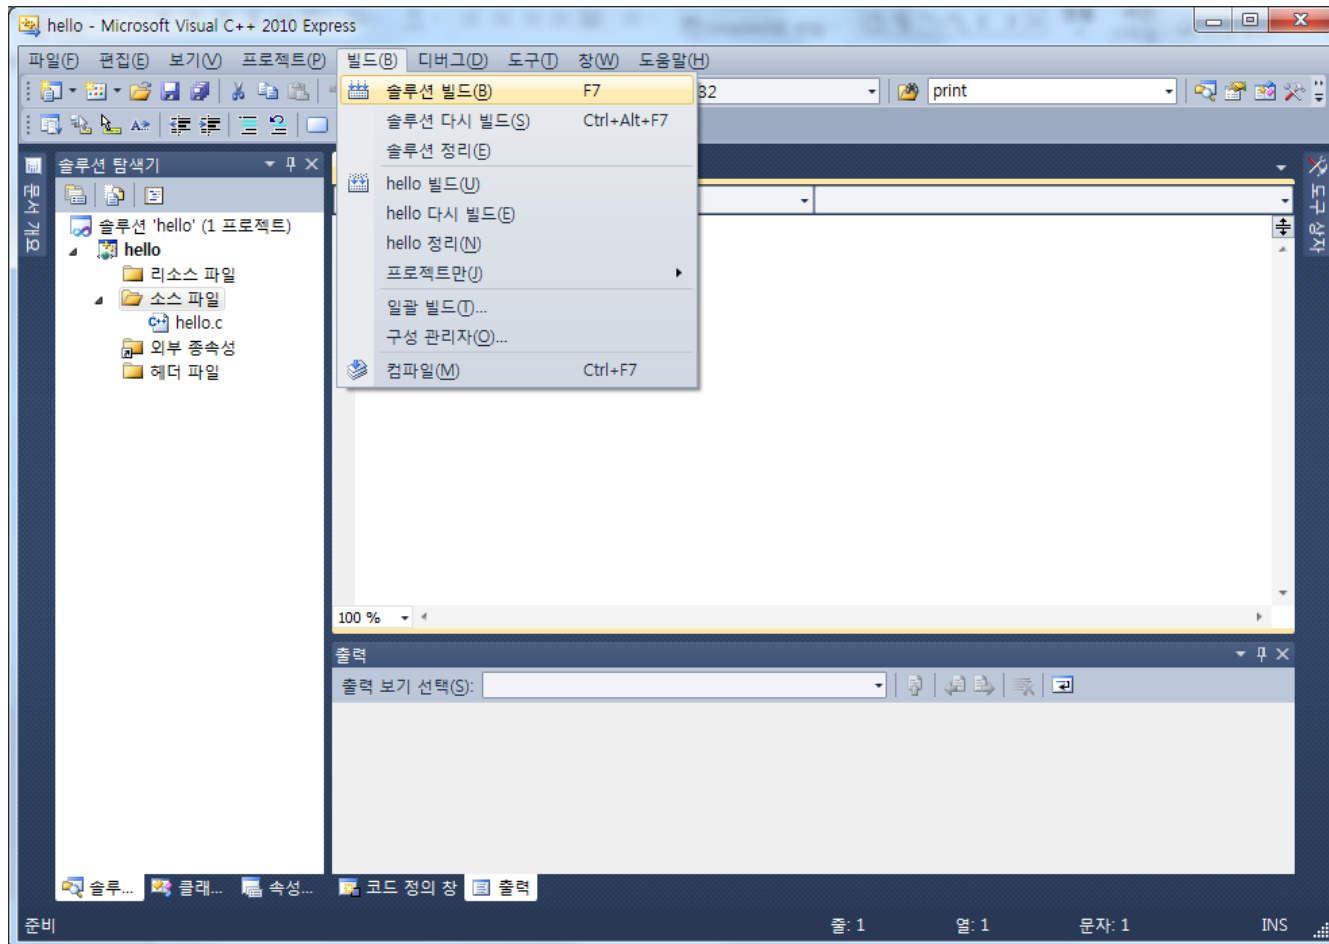 hello - Microsoft Visual C++ 2010 Express
파일(F) 편집(E) 보기(V) 프로젝트(P) 빌드(B) 디버그(D) 도구(T) 창(W) 도움말(H)
솔루션 빌드(B) F7
32
print
솔루션 다시 빌드(S) Ctrl+Alt+F7
솔루션 정리(E)
hello 빌드(U)
hello 다시 빌드(E)
hello 정리(N)
프로젝트만(J)
일괄 빌드(T)...
구성 관리자(O)...
컴파일(M) Ctrl+F7
문서 개요
솔루션 탐색기
솔루션 'hello' (1 프로젝트)
hello
리소스 파일
소스 파일
hello.c
외부 종속성
헤더 파일
도구 상자
100 %
출력
출력 보기 선택(S):
솔루... 클래... 속성... 코드 정의 창 출력
준비 줄: 1 열: 1 문자: 1 INS